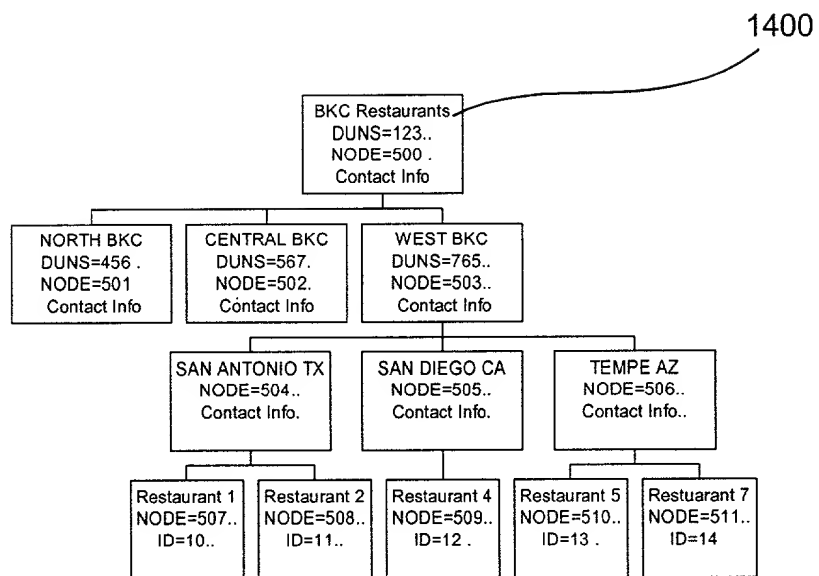 1400
BKC Restaurants
DUNS=123..
NODE=500 .
Contact Info
NORTH BKC
DUNS=456 .
NODE=501
Contact Info
CENTRAL BKC
DUNS=567.
NODE=502.
Contact Info
WEST BKC
DUNS=765..
NODE=503..
Contact Info
SAN ANTONIO TX
NODE=504..
Contact Info.
SAN DIEGO CA
NODE=505..
Contact Info.
TEMPE AZ
NODE=506..
Contact Info..
Restaurant 1
NODE=507..
ID=10..
Restaurant 2
NODE=508..
ID=11..
Restaurant 4
NODE=509..
ID=12 .
Restaurant 5
NODE=510..
ID=13 .
Restuarant 7
NODE=511..
ID=14